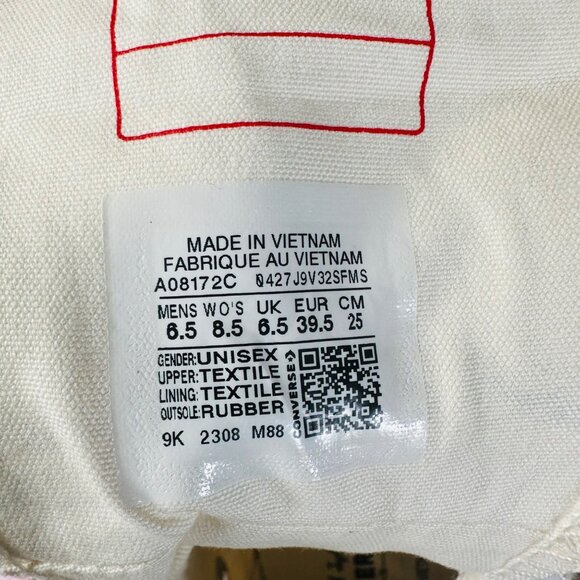 MADE IN VIETNAM
FABRIQUE AU VIETNAM
A08172C 0427J9V32SFMS
MENS WO'S UK EUR CM
6.5 8.5 6.5 39.5 25
GENDER:UNISEX
UPPER:TEXTILE
LINING:TEXTILE
OUTSOLE:RUBBER
CONVERSE
9K 2308 M88